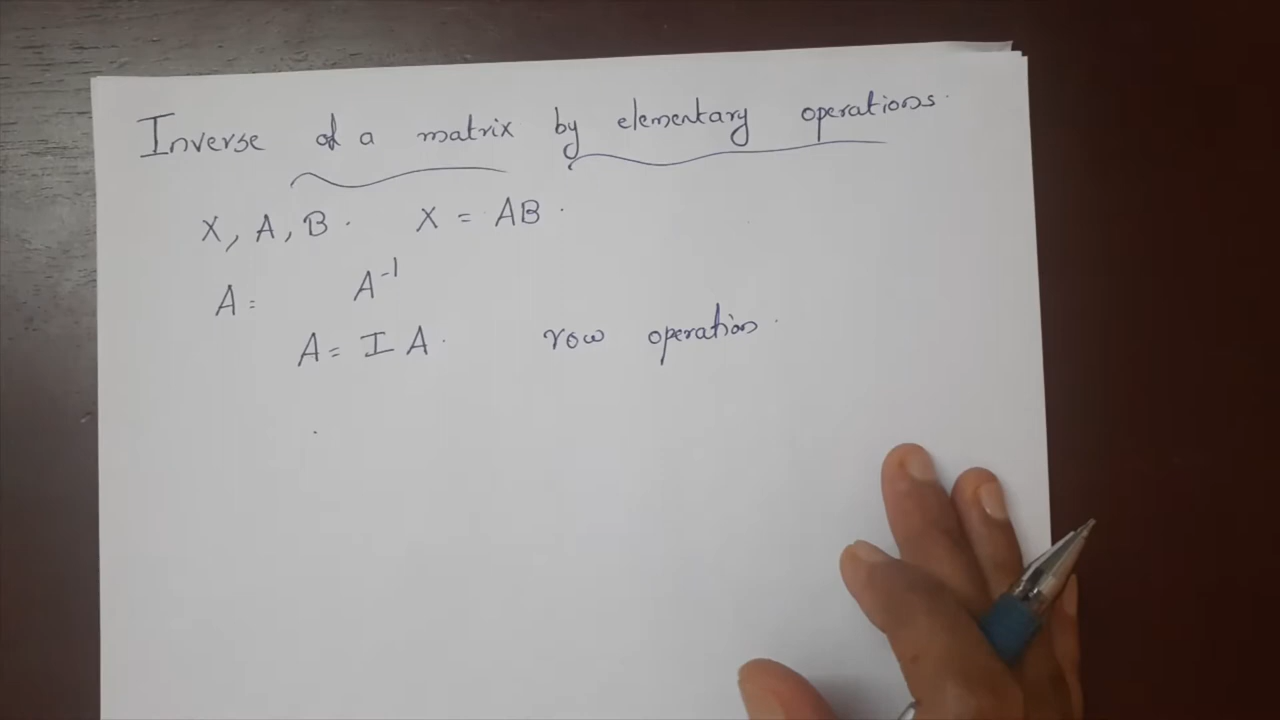 Inverse of a matrix by elementary operations.
X, A, B. X = AB.
A = A⁻¹
A = I A. row operation.